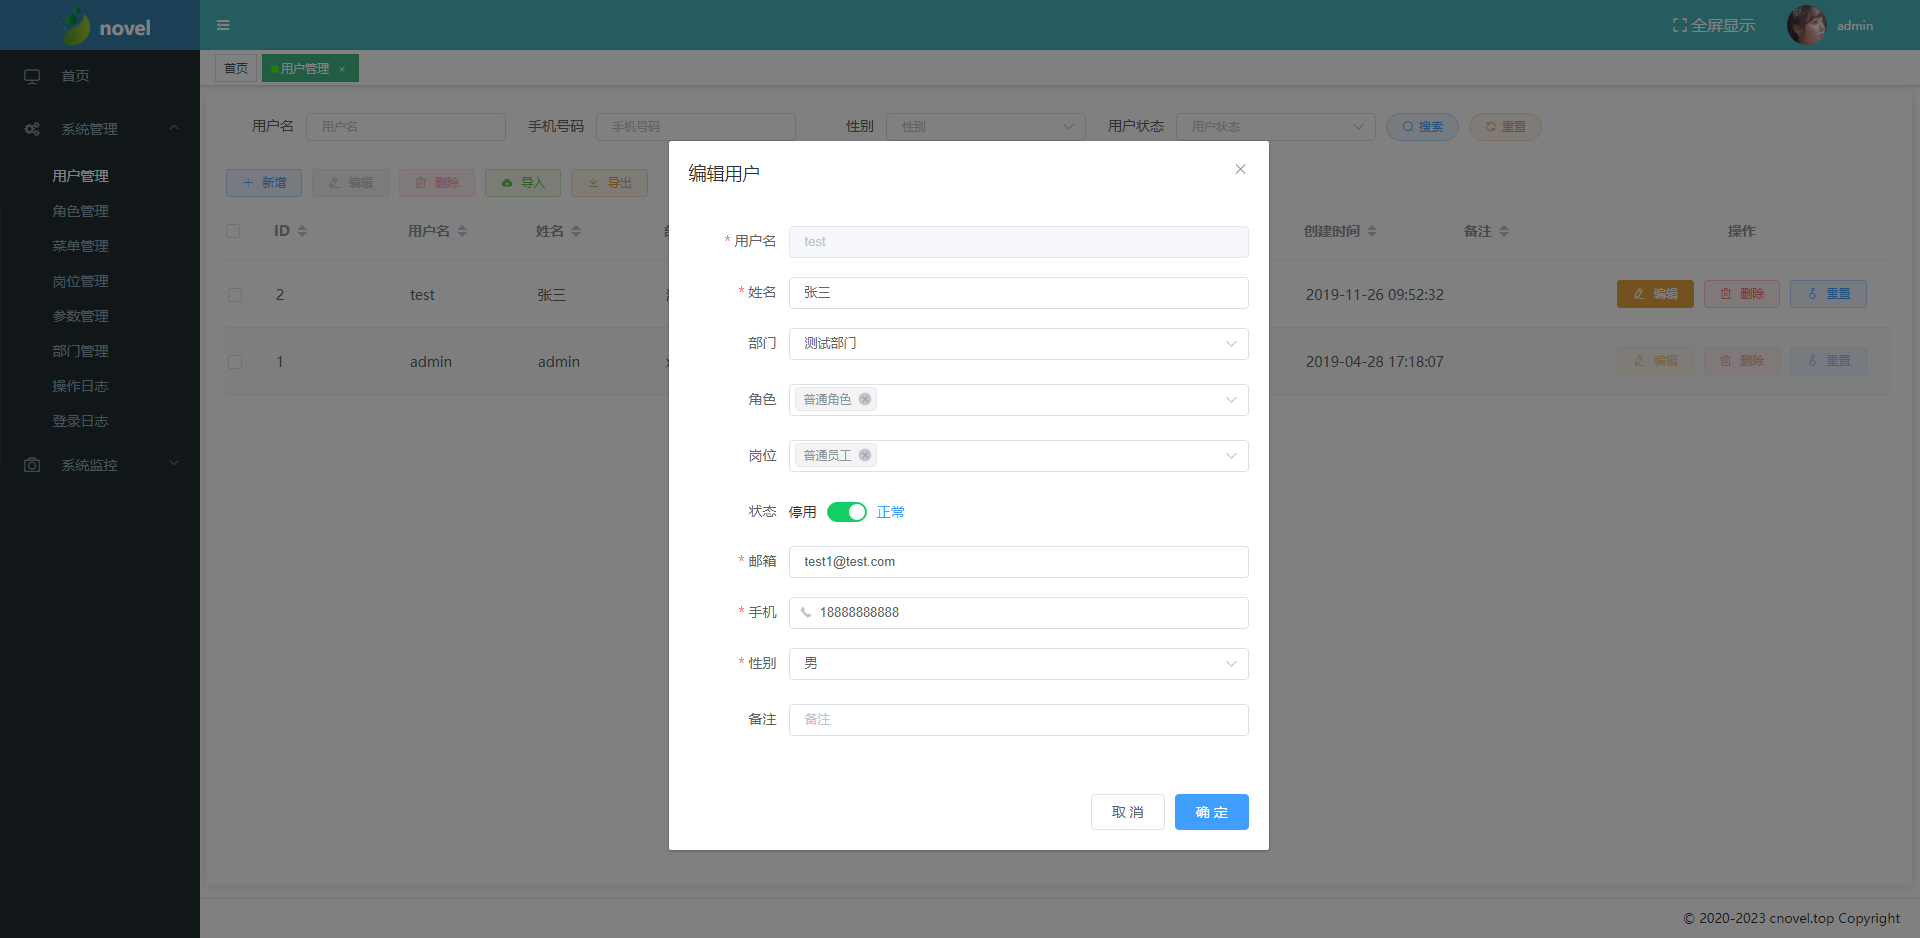 novel
全屏显示
admin
首页
用户管理 ×
首页
系统管理
用户管理
角色管理
菜单管理
岗位管理
参数管理
部门管理
操作日志
登录日志
系统监控
用户名 用户名 手机号码 手机号码 性别 性别 用户状态 用户状态 搜索 重置
新增 编辑 删除 导入 导出
ID 用户名 姓名 创建时间 备注 操作
2 test 张三 2019-11-26 09:52:32 编辑 删除 重置
1 admin admin 2019-04-28 17:18:07 编辑 删除 重置
编辑用户
* 用户名 test
* 姓名 张三
部门 测试部门
角色 普通角色
岗位 普通员工
状态 停用 正常
* 邮箱 test1@test.com
* 手机 18888888888
* 性别 男
备注 备注
取 消 确 定
© 2020-2023 cnovel.top Copyright